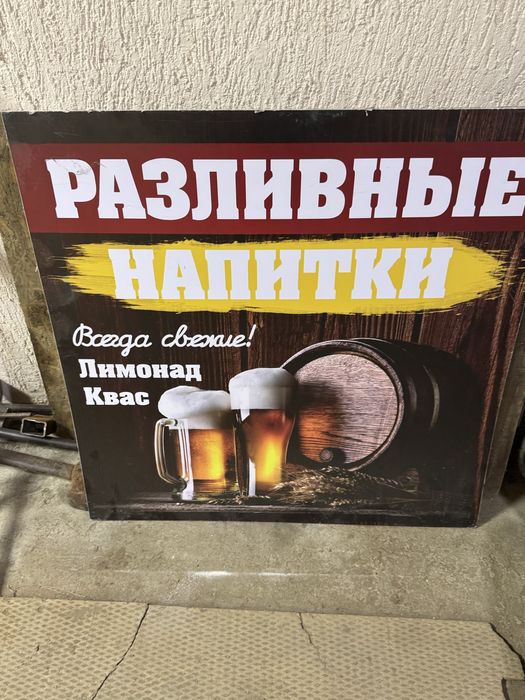 РАЗЛИВНЫЕ
НАПИТКИ
Всегда свежие!
Лимонад
Квас